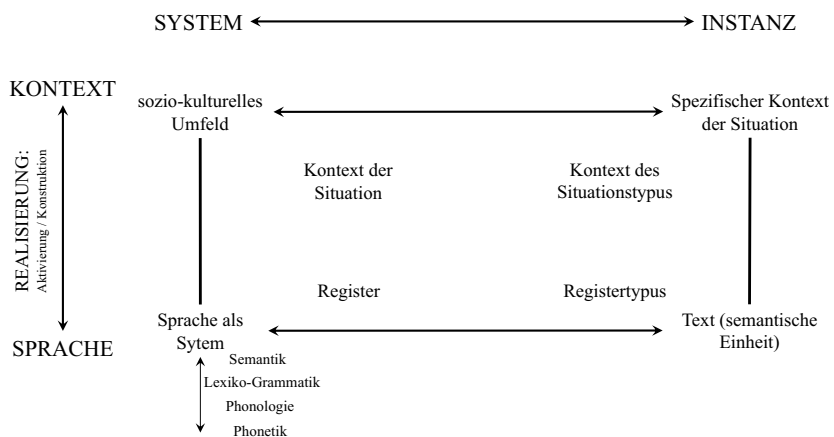 SYSTEM INSTANZ
KONTEXT
sozio-kulturelles
Umfeld
Spezifischer Kontext
der Situation
REALISIERUNG:
Aktivierung / Konstruktion
Kontext der
Situation
Kontext des
Situationstypus
Register
Registertypus
SPRACHE
Sprache als
Sytem
Text (semantische
Einheit)
Semantik
Lexiko-Grammatik
Phonologie
Phonetik